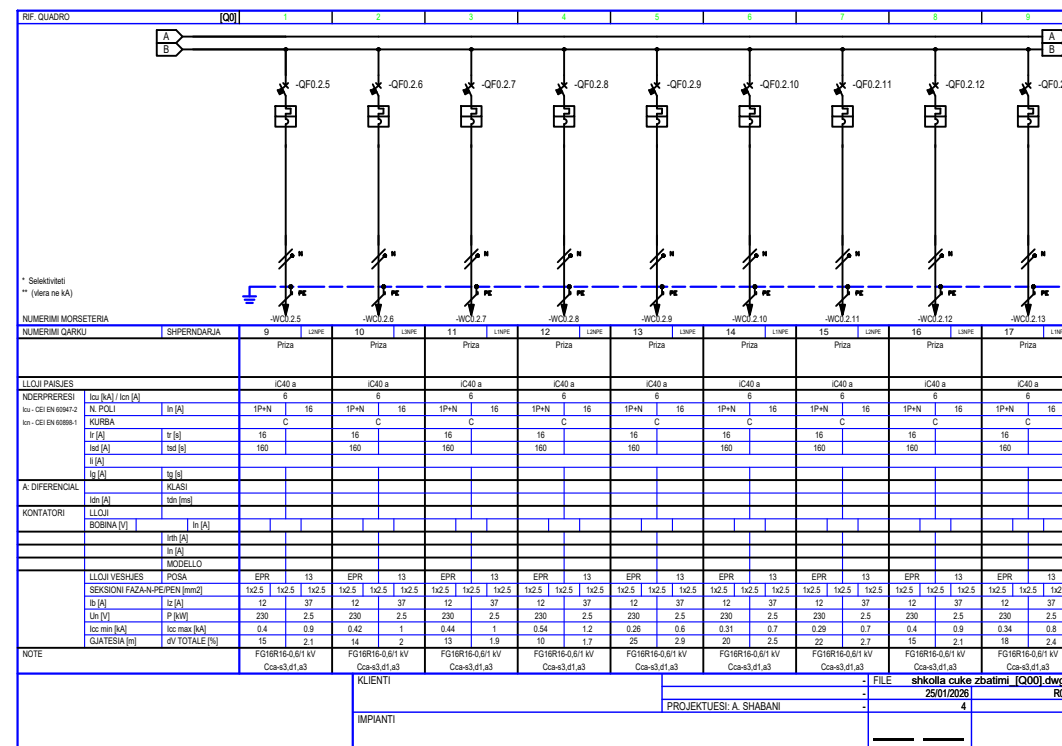 RIF. QUADRO [Q0] 1 2 3 4 5 6 7 8 9
A A
B B
-QF0.2.5 -QF0.2.6 -QF0.2.7 -QF0.2.8 -QF0.2.9 -QF0.2.10 -QF0.2.11 -QF0.2.12 -QF0.2
N N N N N N N N N
* Selektiviteti
** (vlera ne kA)
PE PE PE PE PE PE PE PE PE
NUMERIMI MORSETERIA -WC0.2.5 -WC0.2.6 -WC0.2.7 -WC0.2.8 -WC0.2.9 -WC0.2.10 -WC0.2.11 -WC0.2.12 -WC0.2.13
NUMERIMI QARKU SHPERNDARJA 9 L2NPE 10 L3NPE 11 L1NPE 12 L2NPE 13 L3NPE 14 L1NPE 15 L2NPE 16 L3NPE 17 L1NPE
Priza Priza Priza Priza Priza Priza Priza Priza Priza
LLOJI PAISJES iC40 a iC40 a iC40 a iC40 a iC40 a iC40 a iC40 a iC40 a iC40 a
NDERPRERESI Icu [kA] / Icn [A] 6 6 6 6 6 6 6 6 6
Icu - CEI EN 60947-2 N. POLI In [A] 1P+N 16 1P+N 16 1P+N 16 1P+N 16 1P+N 16 1P+N 16 1P+N 16 1P+N 16 1P+N 16
Icn - CEI EN 60898-1 KURBA C C C C C C C C C
Ir [A] tr [s] 16 16 16 16 16 16 16 16 16
Isd [A] tsd [s] 160 160 160 160 160 160 160 160 160
Ii [A]
Ig [A] tg [s]
A: DIFERENCIAL KLASI
Idn [A] tdn [ms]
KONTATORI LLOJI
BOBINA [V] In [A]
Irth [A]
In [A]
MODELLO
LLOJI VESHJES POSA EPR 13 EPR 13 EPR 13 EPR 13 EPR 13 EPR 13 EPR 13 EPR 13 EPR 13
SEKSIONI FAZA-N-PE/PEN [mm2] 1x2.5 1x2.5 1x2.5 1x2.5 1x2.5 1x2.5 1x2.5 1x2.5 1x2.5 1x2.5 1x2.5 1x2.5 1x2.5 1x2.5 1x2.5 1x2.5 1x2.5 1x2.5 1x2.5 1x2.5 1x2.5 1x2.5 1x2.5 1x2.5 1x2.5 1x2.5 1x2
Ib [A] Iz [A] 12 37 12 37 12 37 12 37 12 37 12 37 12 37 12 37 12 37
Un [V] P [kW] 230 2.5 230 2.5 230 2.5 230 2.5 230 2.5 230 2.5 230 2.5 230 2.5 230 2.5
Icc min [kA] Icc max [kA] 0.4 0.9 0.42 1 0.44 1 0.54 1.2 0.26 0.6 0.31 0.7 0.29 0.7 0.4 0.9 0.34 0.8
GJATESIA [m] dV TOTALE [%] 15 2.1 14 2 13 1.9 10 1.7 25 2.9 20 2.5 22 2.7 15 2.1 18 2.4
NOTE FG16R16-0,6/1 kV FG16R16-0,6/1 kV FG16R16-0,6/1 kV FG16R16-0,6/1 kV FG16R16-0,6/1 kV FG16R16-0,6/1 kV FG16R16-0,6/1 kV FG16R16-0,6/1 kV FG16R16-0,6/1 kV
Cca-s3,d1,a3 Cca-s3,d1,a3 Cca-s3,d1,a3 Cca-s3,d1,a3 Cca-s3,d1,a3 Cca-s3,d1,a3 Cca-s3,d1,a3 Cca-s3,d1,a3 Cca-s3,d1,a3
KLIENTI - FILE shkolla cuke zbatimi_[Q00].dwg
- 25/01/2026 R0
PROJEKTUESI: A. SHABANI - 4
IMPIANTI